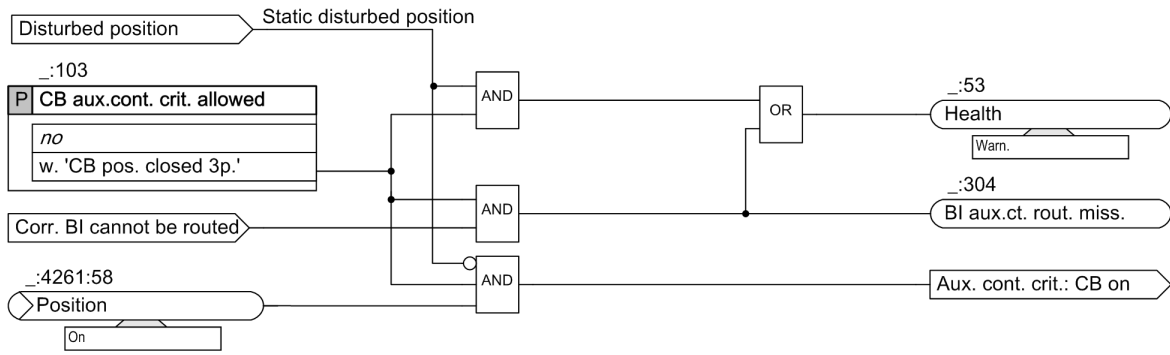 Disturbed position
Static disturbed position
_:103
P CB aux.cont. crit. allowed
no
w. 'CB pos. closed 3p.'
Corr. BI cannot be routed
_:4261:58
Position
On
AND
AND
AND
OR
_:53
Health
Warn.
_:304
BI aux.ct. rout. miss.
Aux. cont. crit.: CB on